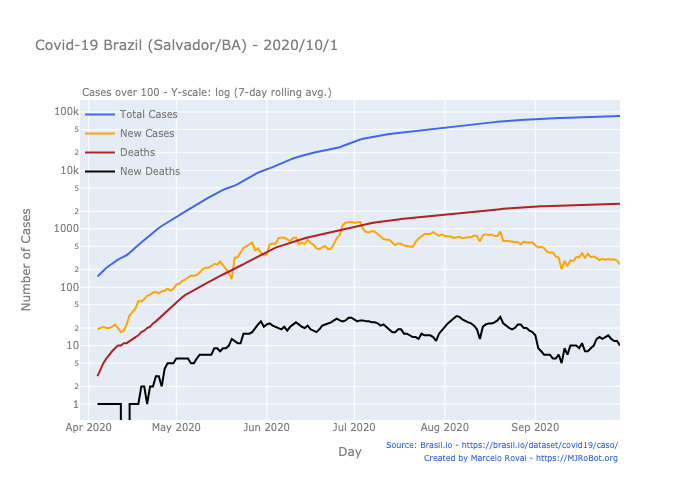 Covid-19 Brazil (Salvador/BA) - 2020/10/1
Cases over 100 - Y-scale: log (7-day rolling avg.)
Total Cases
New Cases
Deaths
New Deaths
Number of Cases
100k
5
2
10k
5
2
1000
5
2
100
5
2
10
5
2
1
Apr 2020
May 2020
Jun 2020
Jul 2020
Aug 2020
Sep 2020
Day
Source: Brasil.io - https://brasil.io/dataset/covid19/caso/
Created by Marcelo Rovai - https://MJRoBot.org